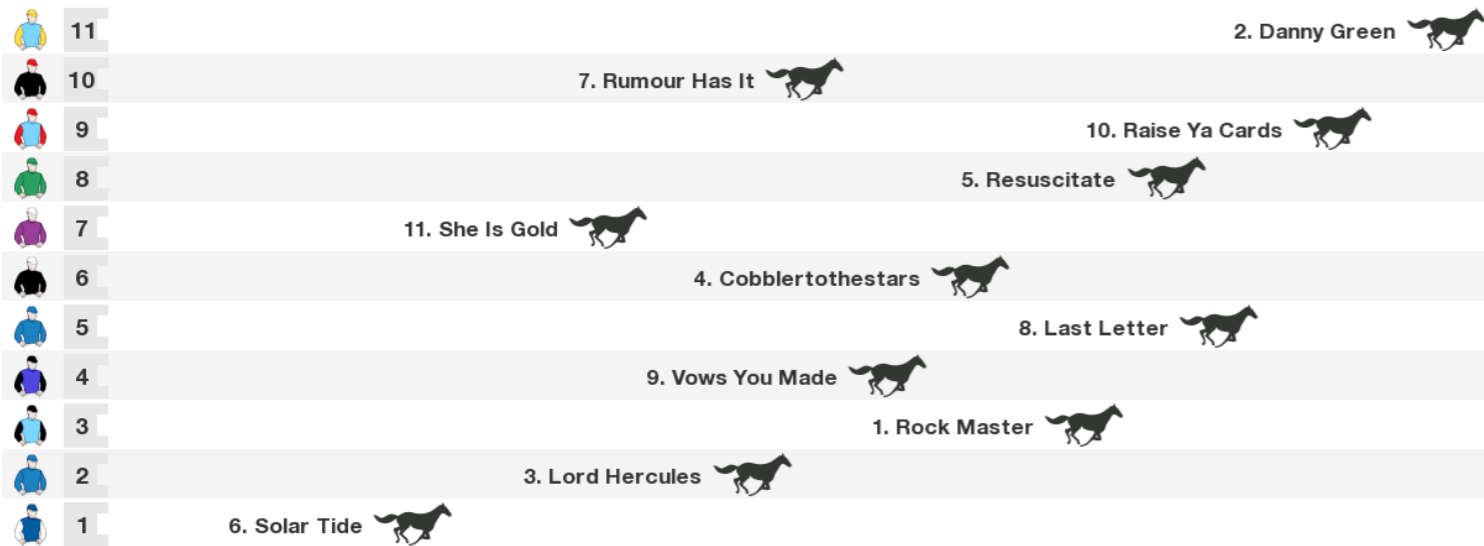 11 2. Danny Green
10 7. Rumour Has It
9 10. Raise Ya Cards
8 5. Resuscitate
7 11. She Is Gold
6 4. Cobblertothestars
5 8. Last Letter
4 9. Vows You Made
3 1. Rock Master
2 3. Lord Hercules
1 6. Solar Tide